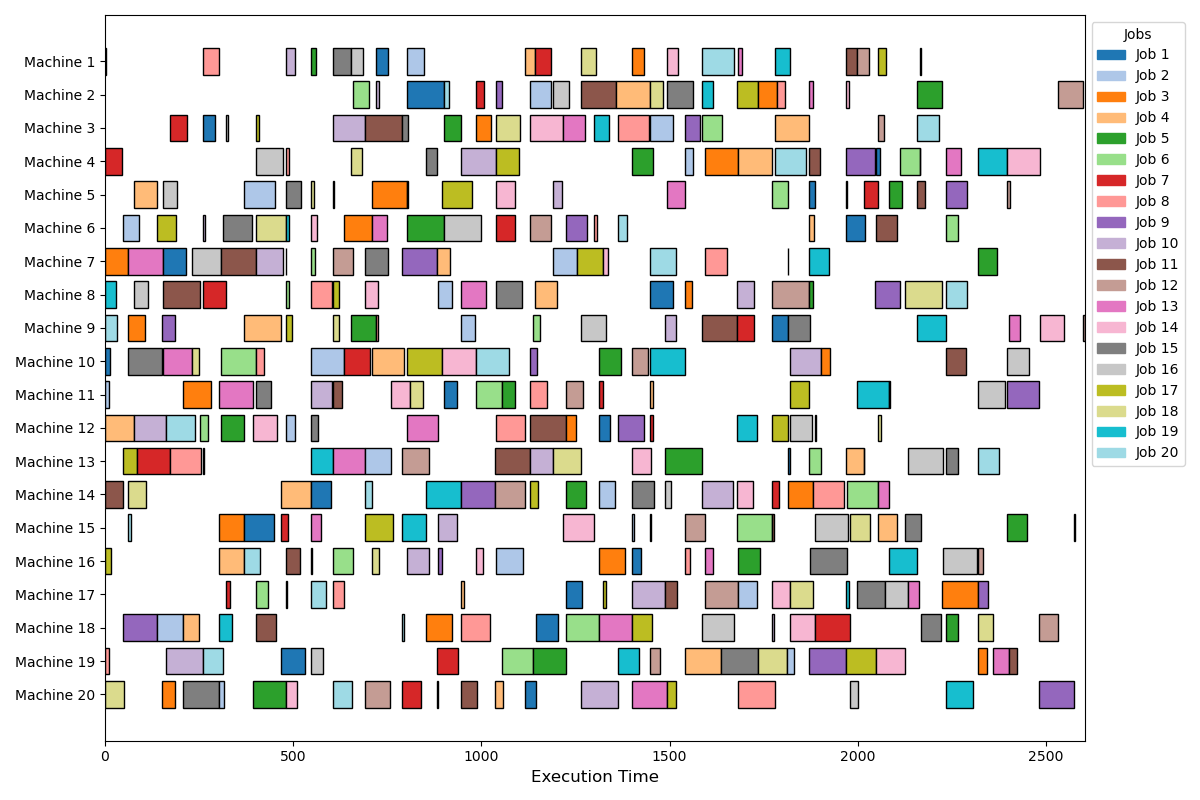 Machine 1
Machine 2
Machine 3
Machine 4
Machine 5
Machine 6
Machine 7
Machine 8
Machine 9
Machine 10
Machine 11
Machine 12
Machine 13
Machine 14
Machine 15
Machine 16
Machine 17
Machine 18
Machine 19
Machine 20
0 500 1000 1500 2000 2500
Execution Time
Jobs
Job 1
Job 2
Job 3
Job 4
Job 5
Job 6
Job 7
Job 8
Job 9
Job 10
Job 11
Job 12
Job 13
Job 14
Job 15
Job 16
Job 17
Job 18
Job 19
Job 20